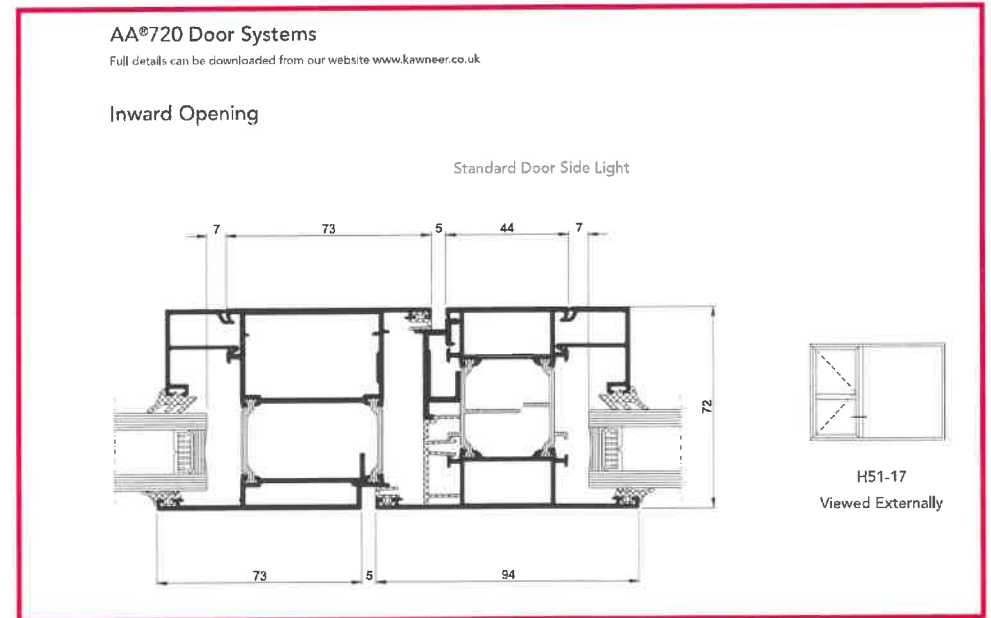 AA®720 Door Systems
Full details can be downloaded from our website www.kawneer.co.uk
Inward Opening
Standard Door Side Light
7 73 5 44 7
72
H51-17
Viewed Externally
73 5 94